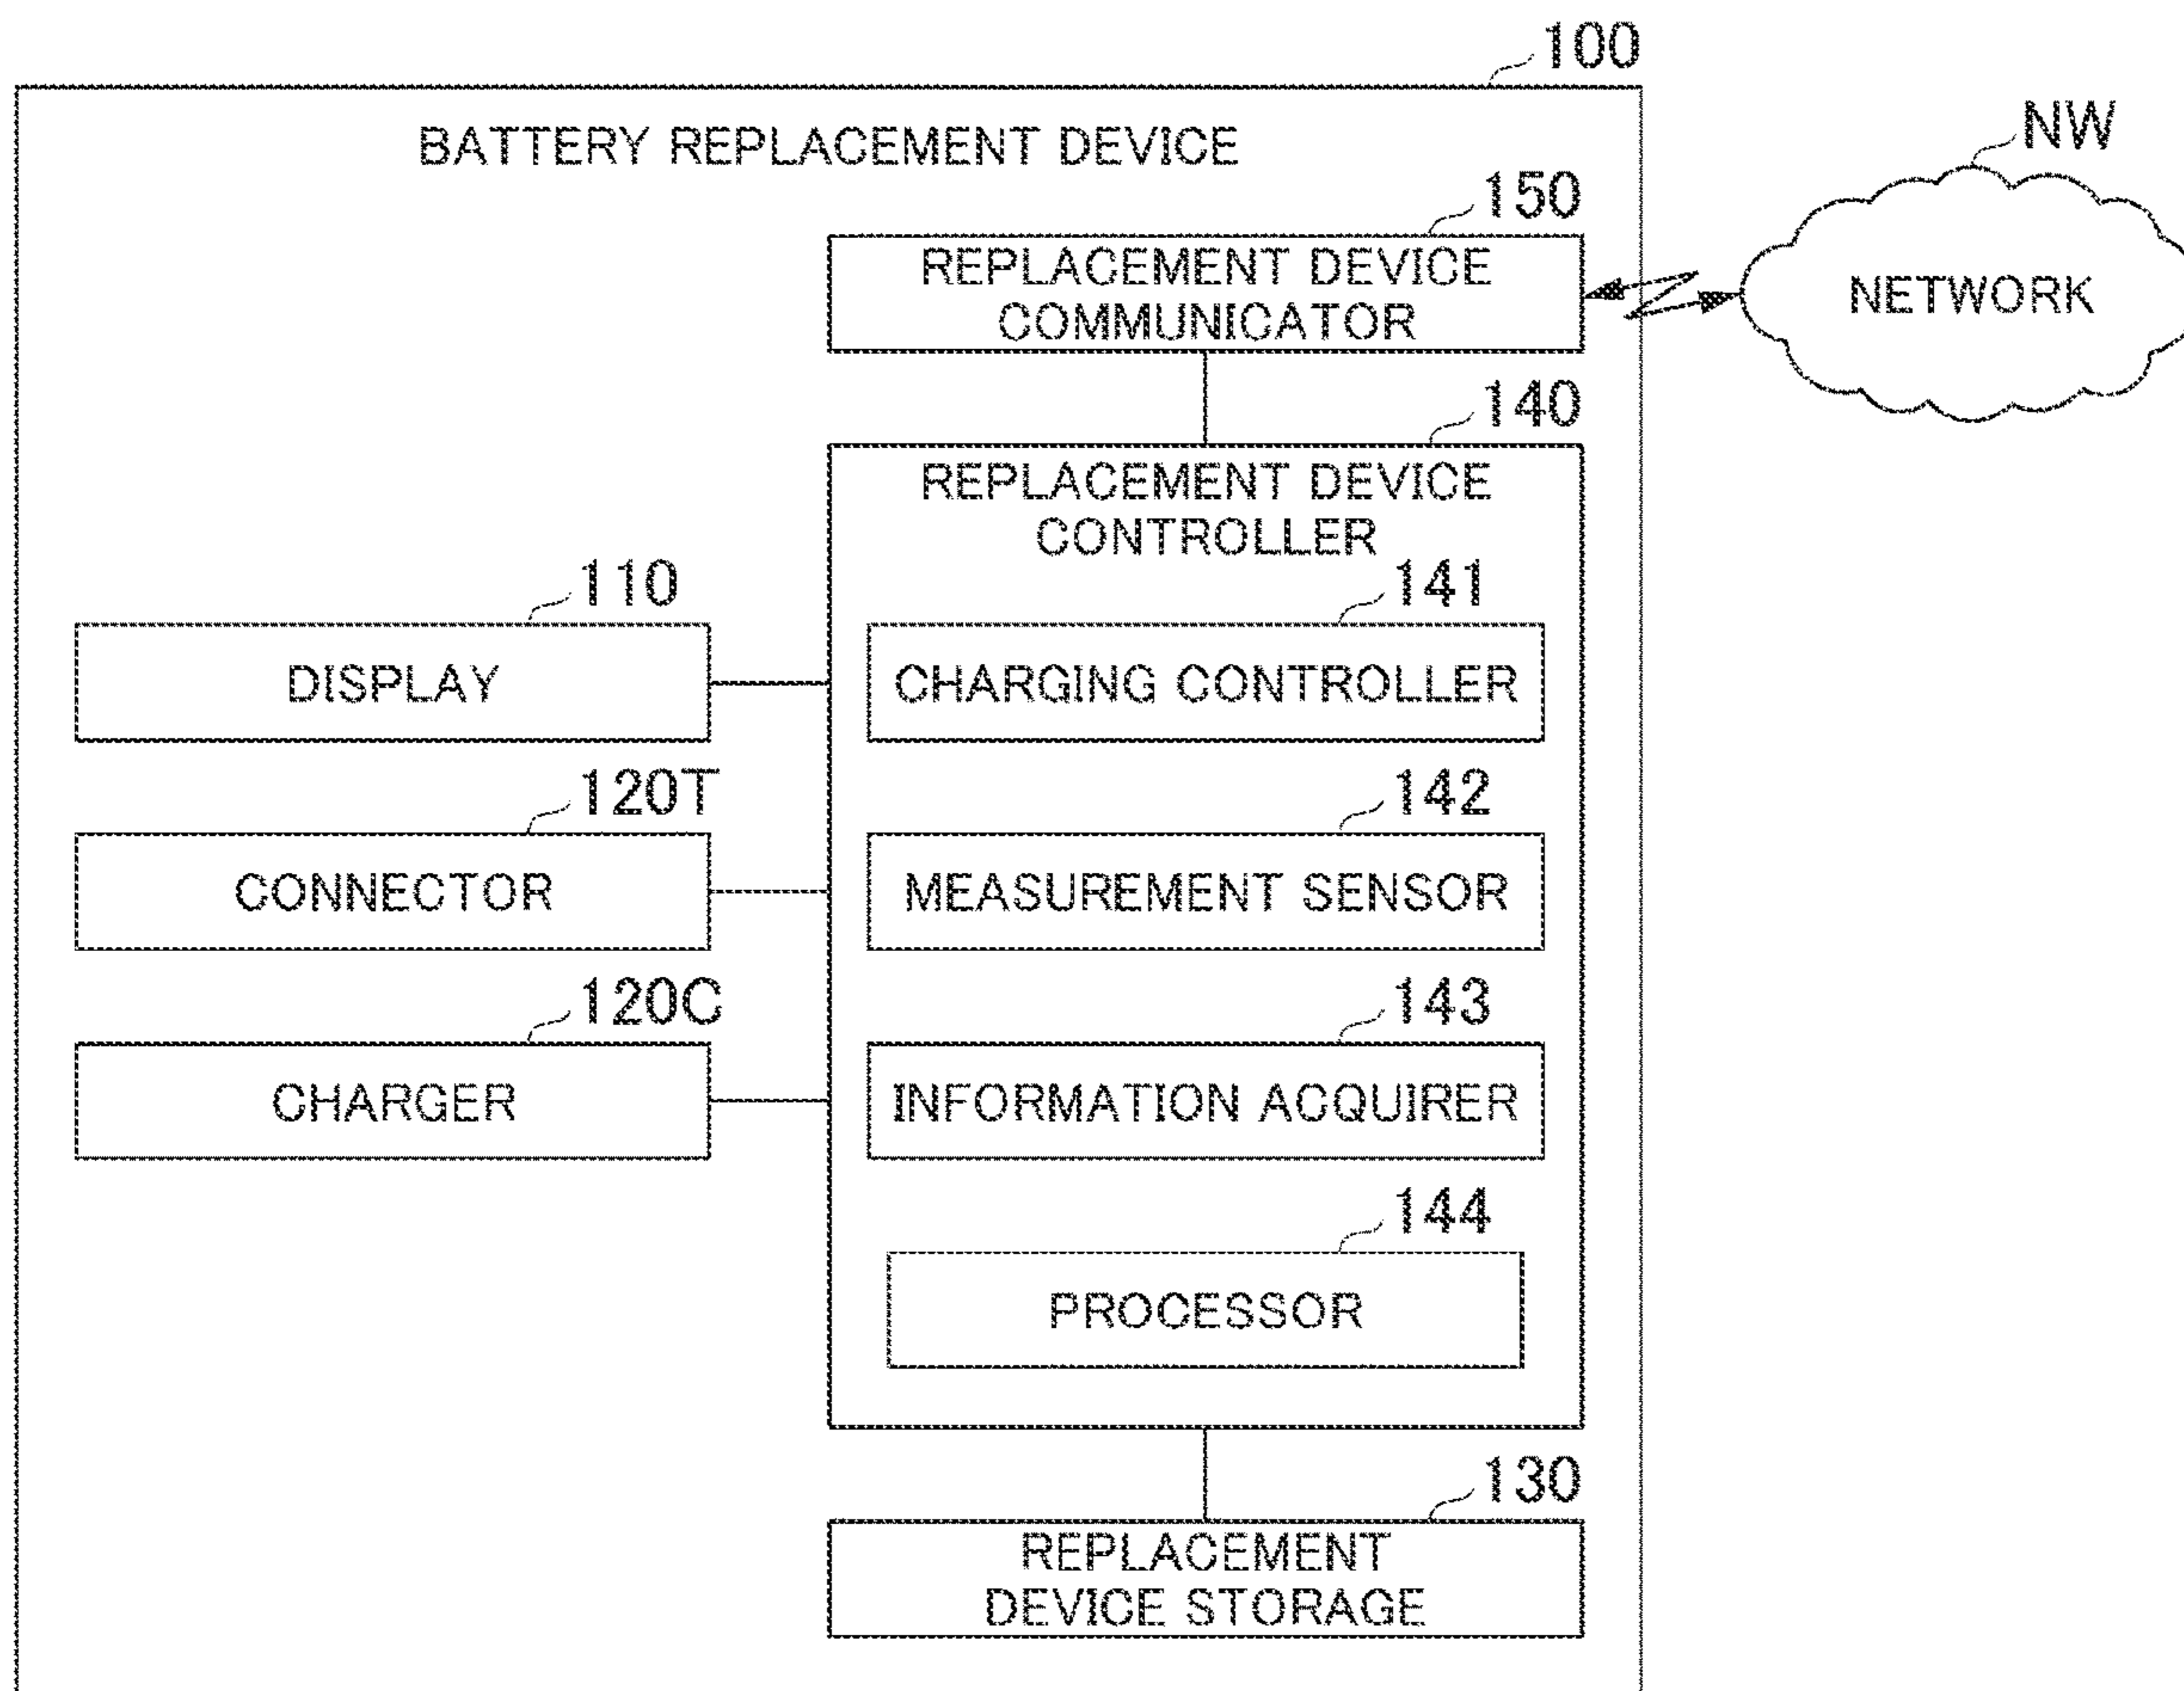 100
BATTERY REPLACEMENT DEVICE
NW
NETWORK
150
REPLACEMENT DEVICE
COMMUNICATOR
140
REPLACEMENT DEVICE
CONTROLLER
110
DISPLAY
141
CHARGING CONTROLLER
120T
CONNECTOR
142
MEASUREMENT SENSOR
120C
CHARGER
143
INFORMATION ACQUIRER
144
PROCESSOR
130
REPLACEMENT
DEVICE STORAGE